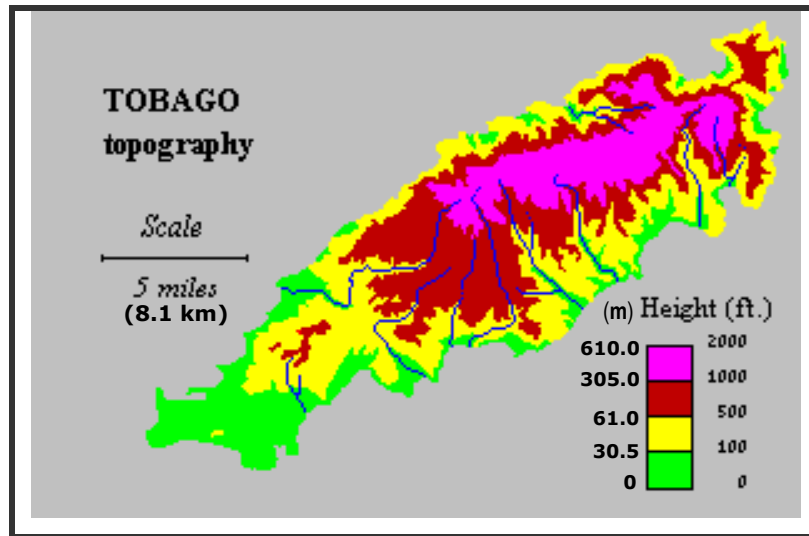 TOBAGO
topography
Scale
5 miles
(8.1 km)
(m) Height (ft.)
610.0 2000
305.0 1000
61.0 500
30.5 100
0 0